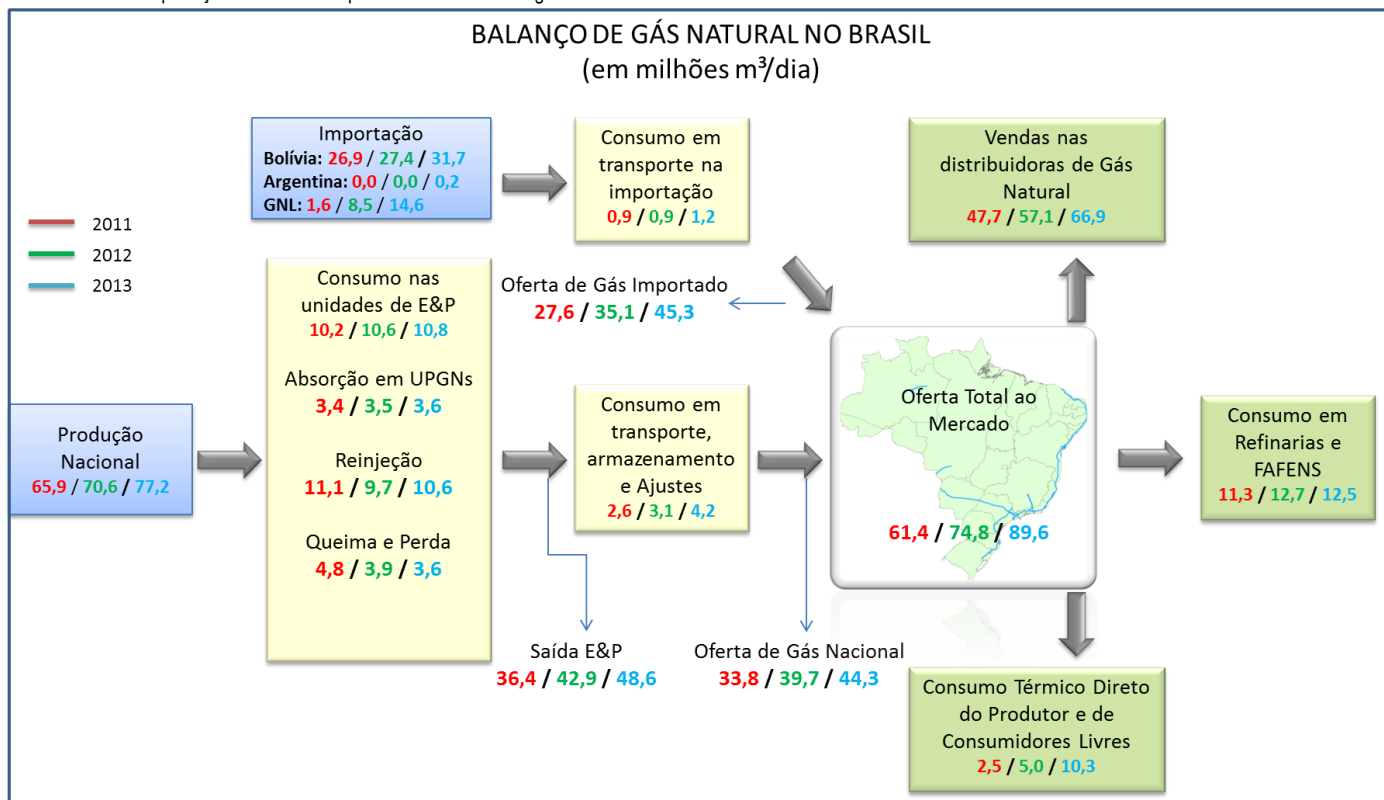 BALANÇO DE GÁS NATURAL NO BRASIL
(em milhões m³/dia)
Importação
Bolívia: 26,9 / 27,4 / 31,7
Argentina: 0,0 / 0,0 / 0,2
GNL: 1,6 / 8,5 / 14,6
Consumo em
transporte na
importação
0,9 / 0,9 / 1,2
Vendas nas
distribuidoras de Gás
Natural
47,7 / 57,1 / 66,9
2011
2012
2013
Consumo nas
unidades de E&P
10,2 / 10,6 / 10,8
Absorção em UPGNs
3,4 / 3,5 / 3,6
Reinjeção
11,1 / 9,7 / 10,6
Queima e Perda
4,8 / 3,9 / 3,6
Oferta de Gás Importado
27,6 / 35,1 / 45,3
Produção
Nacional
65,9 / 70,6 / 77,2
Consumo em
transporte,
armazenamento
e Ajustes
2,6 / 3,1 / 4,2
Oferta Total ao
Mercado
61,4 / 74,8 / 89,6
Consumo em
Refinarias e
FAFENS
11,3 / 12,7 / 12,5
Saída E&P
36,4 / 42,9 / 48,6
Oferta de Gás Nacional
33,8 / 39,7 / 44,3
Consumo Térmico Direto
do Produtor e de
Consumidores Livres
2,5 / 5,0 / 10,3